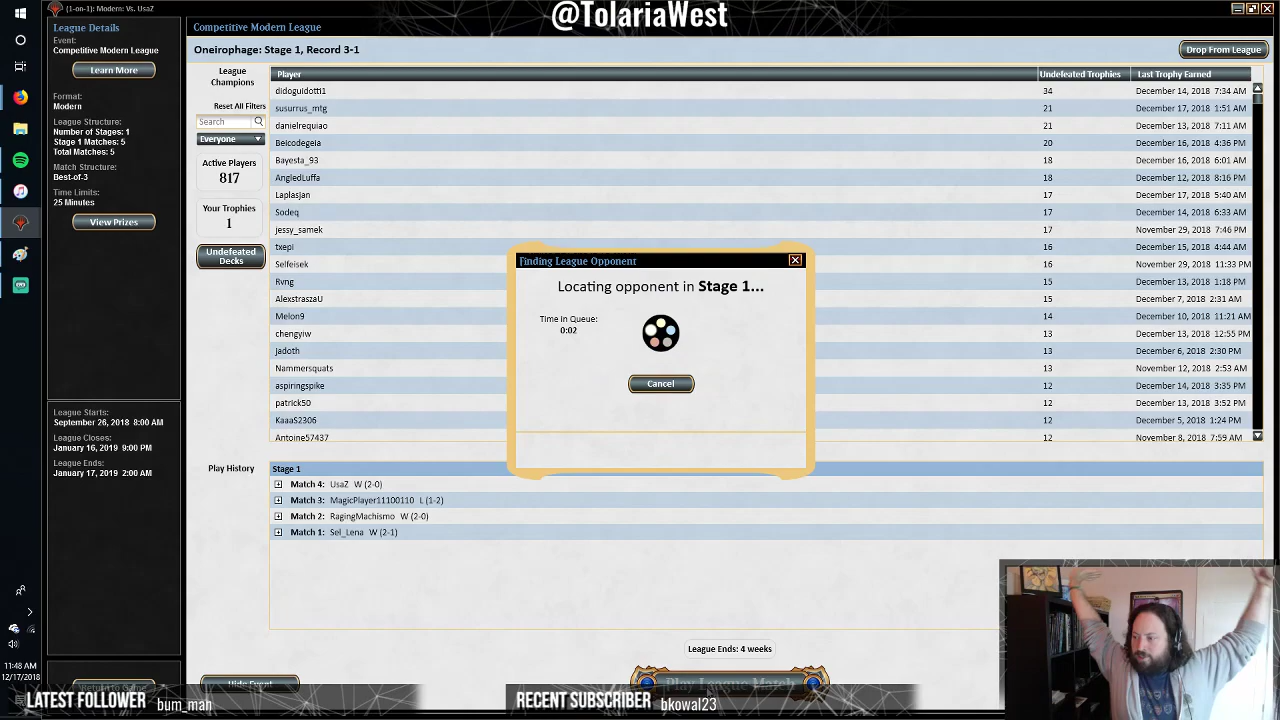 (1-on-1): Modern: Vs. UsaZ
@TolariaWest
League Details
Event:
Competitive Modern League
Learn More
Format:
Modern
League Structure:
Number of Stages: 1
Stage 1 Matches: 5
Total Matches: 5
Match Structure:
Best-of-3
Time Limits:
25 Minutes
View Prizes
League Starts:
September 26, 2018 8:00 AM
League Closes:
January 16, 2019 9:00 PM
League Ends:
January 17, 2019 2:00 AM
Competitive Modern League
Oneirophage: Stage 1, Record 3-1
Drop From League
League
Champions
Reset All Filters
Search
Everyone
Active Players
817
Your Trophies
1
Undefeated
Decks
Player Undefeated Trophies Last Trophy Earned
didoguidotti1 34 December 14, 2018 7:34 AM
susurrus_mtg 21 December 17, 2018 1:51 AM
danielrequiao 21 December 13, 2018 7:11 AM
Beicodegeia 20 December 16, 2018 4:36 PM
Bayesta_93 18 December 16, 2018 6:01 AM
AngledLuffa 18 December 12, 2018 8:16 PM
Laplasjan 17 December 17, 2018 5:40 AM
Sodeq 17 December 14, 2018 6:33 AM
jessy_samek 17 November 29, 2018 7:46 PM
txepi 16 December 15, 2018 4:44 AM
Selfeisek 16 November 29, 2018 11:33 PM
Rvng 15 December 13, 2018 1:18 PM
AlexstraszaU 15 December 7, 2018 2:31 AM
Melon9 14 December 10, 2018 11:21 AM
chengyiw 13 December 13, 2018 12:55 PM
Jadoth 13 December 6, 2018 2:30 PM
Nammersquats 13 November 12, 2018 2:53 AM
aspiringspike 12 December 14, 2018 3:35 PM
patrick50 12 December 13, 2018 3:52 PM
KaaaS2306 12 December 5, 2018 1:24 PM
Antoine57437 12 November 8, 2018 7:59 AM
Finding League Opponent
Locating opponent in Stage 1...
Time in Queue:
0:02
Cancel
Play History
Stage 1
Match 4: UsaZ W (2-0)
Match 3: MagicPlayer11100110 L (1-2)
Match 2: RagingMachismo W (2-0)
Match 1: Sel_Lena W (2-1)
League Ends: 4 weeks
Play League Match
Hide Event
Return to Game
11:48 AM
12/17/2018
LATEST FOLLOWER bum_mah
RECENT SUBSCRIBER bkowal23